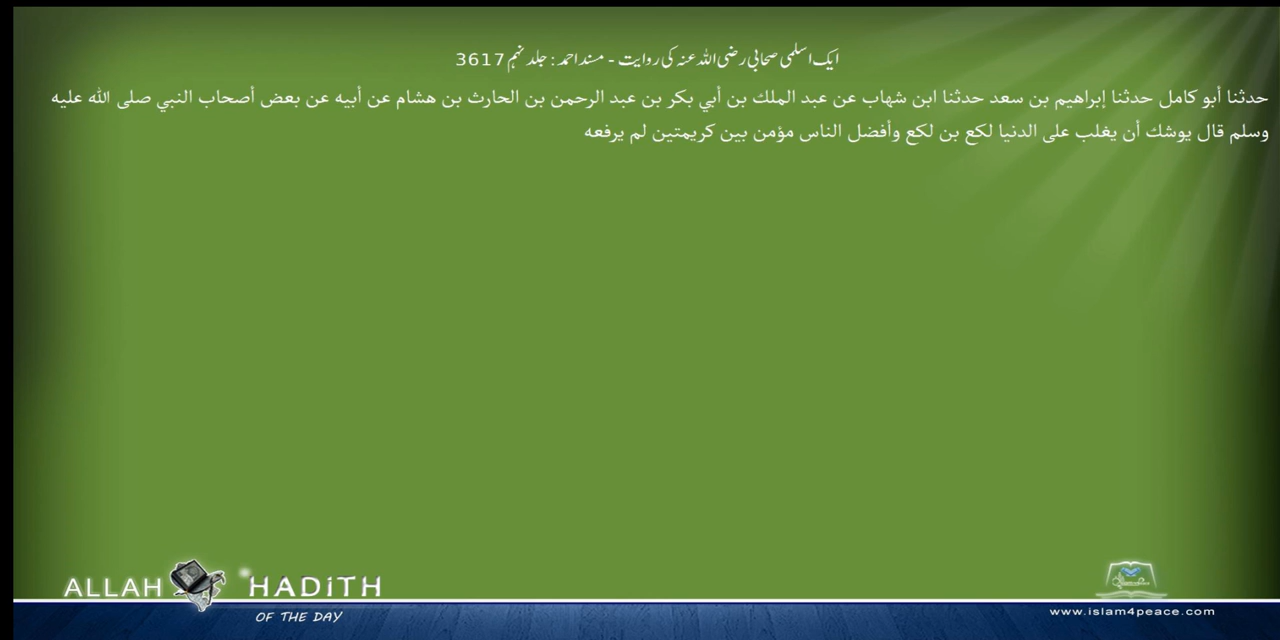 ایک اسلمی صحابی رضی اللہ عنہ کی روایت - مسند احمد: جلد نہم 3617
حدثنا أبو كامل حدثنا إبراهيم بن سعد حدثنا ابن شهاب عن عبد الملك بن أبي بكر بن عبد الرحمن بن الحارث بن هشام عن أبيه عن بعض أصحاب النبي صلى الله عليه
وسلم قال يوشك أن يغلب على الدنيا لكع بن لكع وأفضل الناس مؤمن بين كريمتين لم يرفعه
ALLAH HADITH
OF THE DAY
www.islam4peace.com